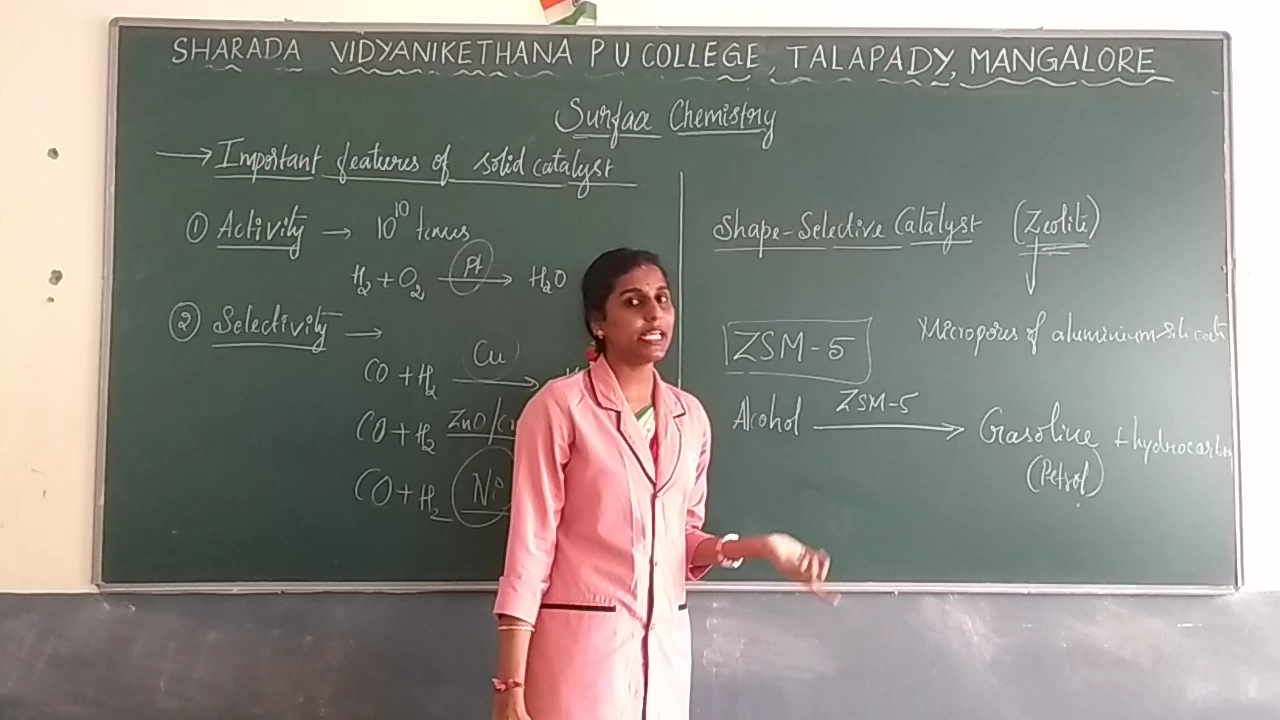 SHARADA VIDYANIKETHANA P U COLLEGE, TALAPADY, MANGALORE
Surface Chemistry
→ Important features of solid catalyst
① Activity → 10¹⁰ times
H₂ + O₂ Pt → H₂O
② Selectivity →
CO + H₂ Cu →
CO + H₂ ZnO/
CO + H₂ Ni
Shape-Selective Catalyst (Zeolite)
↓
Micropores of aluminium silicate
ZSM-5
Alcohol ZSM-5 → Gasoline + hydrocarbon
(Petrol)